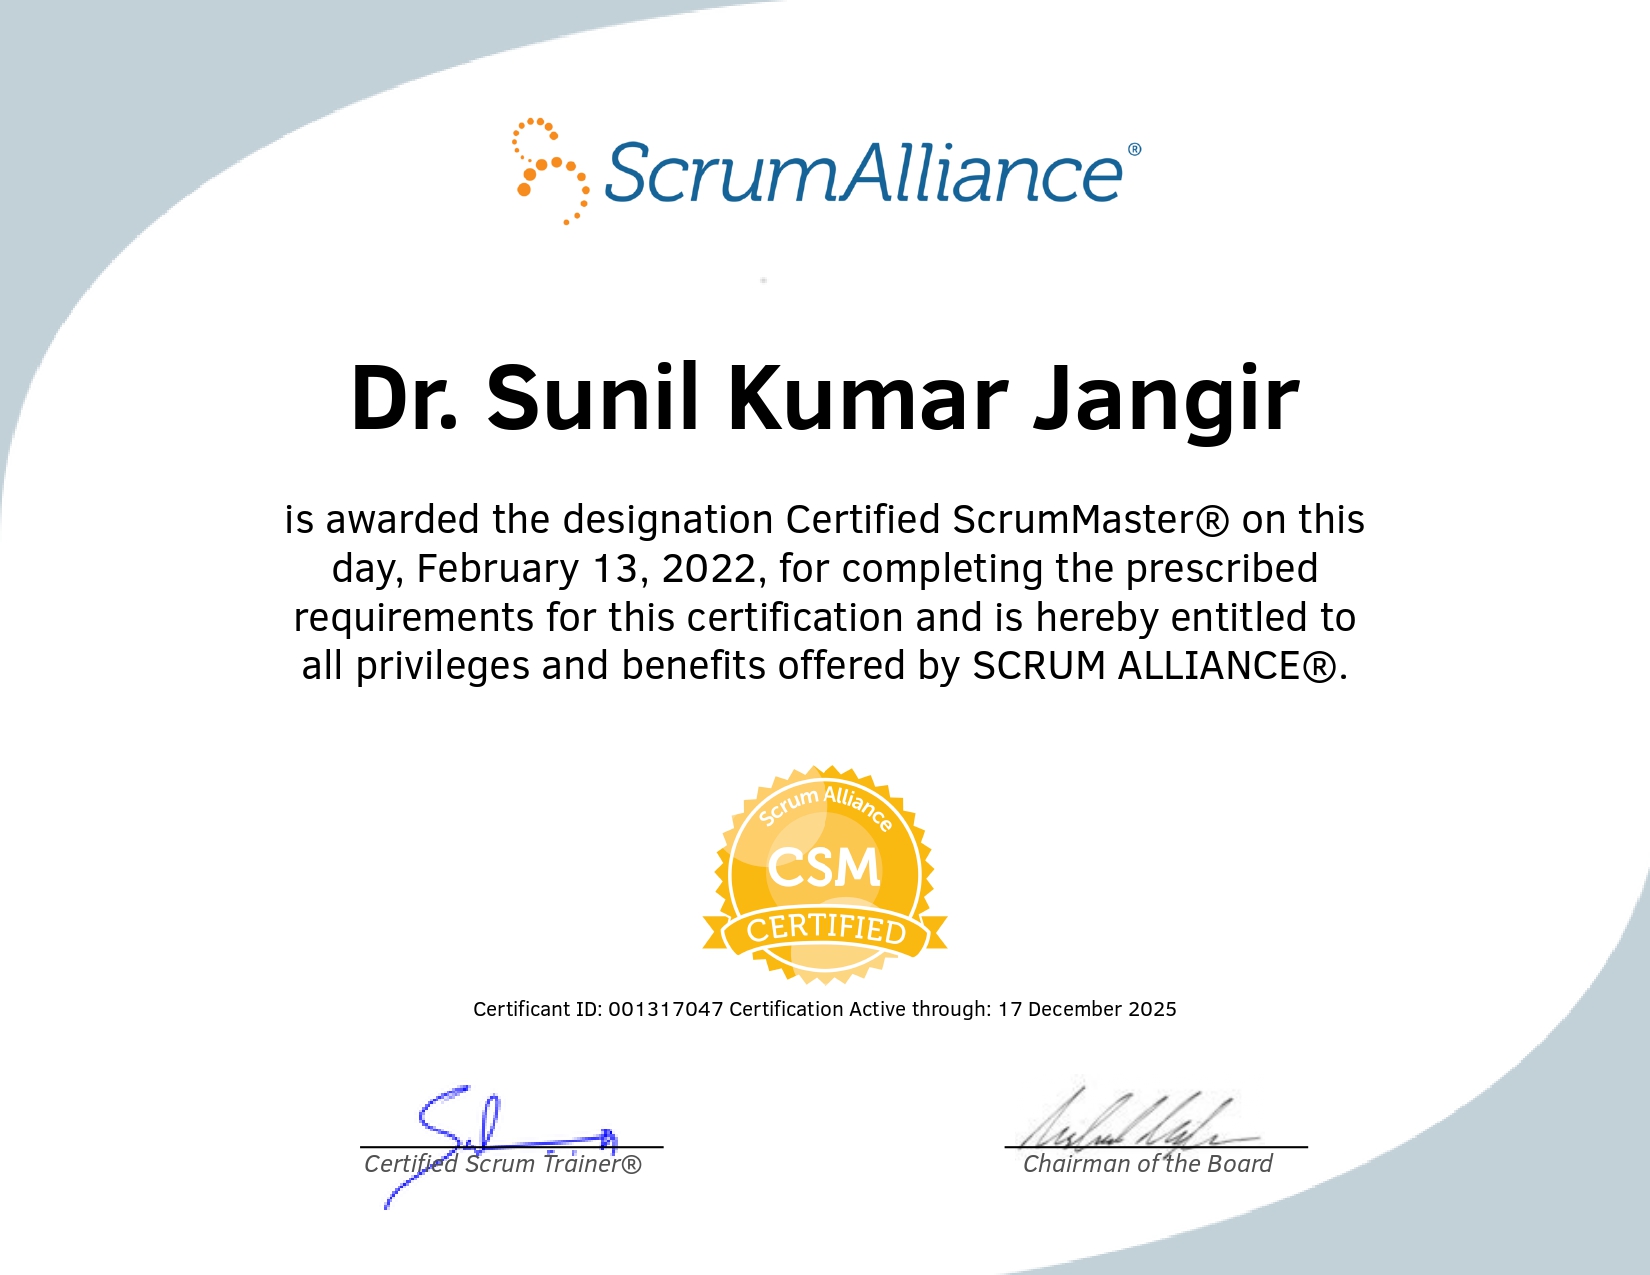 ScrumAlliance®
Dr. Sunil Kumar Jangir
is awarded the designation Certified ScrumMaster® on this
day, February 13, 2022, for completing the prescribed
requirements for this certification and is hereby entitled to
all privileges and benefits offered by SCRUM ALLIANCE®.
Scrum Alliance
CSM
CERTIFIED
Certificant ID: 001317047 Certification Active through: 17 December 2025
Certified Scrum Trainer®
Chairman of the Board